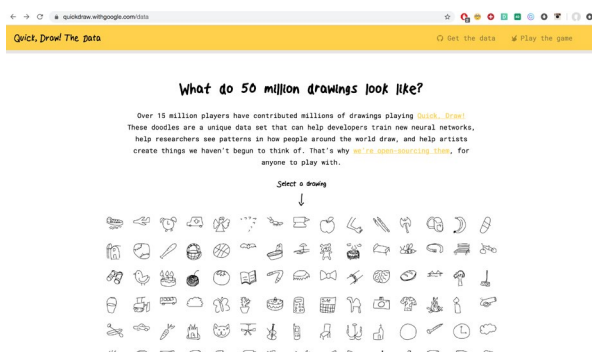 quickdraw.withgoogle.com/data
Quick, Draw! The Data
Get the data
Play the game
What do 50 million drawings look like?
Over 15 million players have contributed millions of drawings playing Quick, Draw!
These doodles are a unique data set that can help developers train new neural networks,
help researchers see patterns in how people around the world draw, and help artists
create things we haven't begun to think of. That's why we're open-sourcing them, for
anyone to play with.
Select a drawing